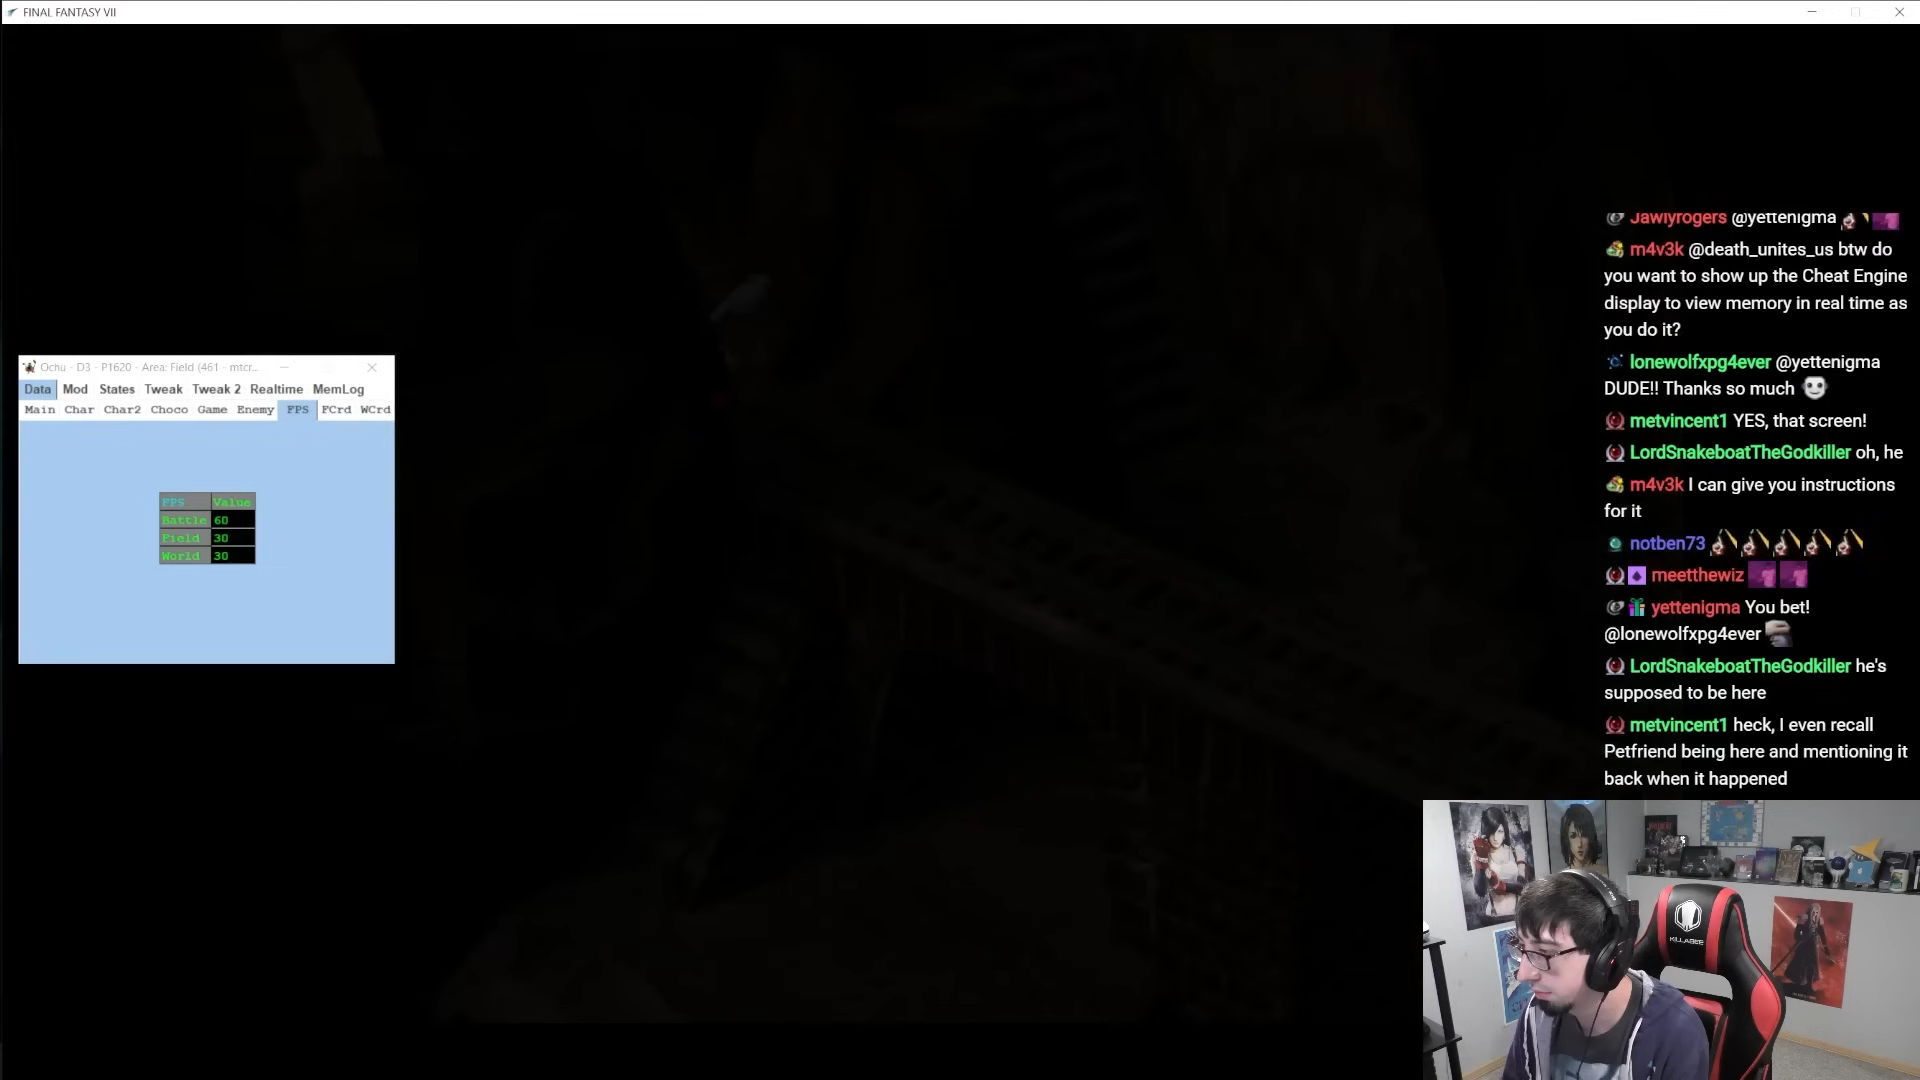 FINAL FANTASY VII
Ochu - D3 - P1620 - Area: Field (461 - mtcr...
Data Mod States Tweak Tweak 2 Realtime MemLog
Main Char Char2 Choco Game Enemy FPS FCrd WCrd
FPS Value
Battle 60
Field 30
World 30
Jawlyrogers @yettenigma
m4v3k @death_unites_us btw do
you want to show up the Cheat Engine
display to view memory in real time as
you do it?
lonewolfxpg4ever @yettenigma
DUDE!! Thanks so much
metvincent1 YES, that screen!
LordSnakeboatTheGodkiller oh, he
m4v3k I can give you instructions
for it
notben73
meetthewiz
yettenigma You bet!
@lonewolfxpg4ever
LordSnakeboatTheGodkiller he's
supposed to be here
metvincent1 heck, I even recall
Petfriend being here and mentioning it
back when it happened
KILLABEE